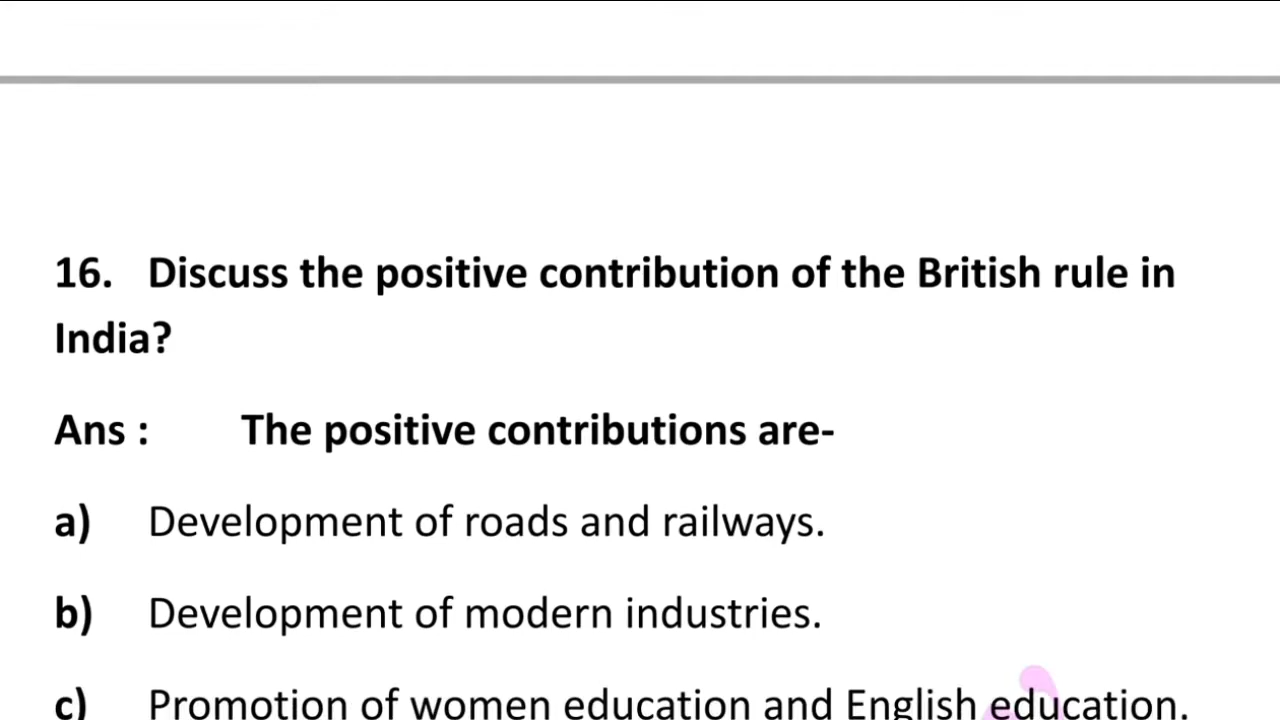 16. Discuss the positive contribution of the British rule in
India?
Ans : The positive contributions are-
a) Development of roads and railways.
b) Development of modern industries.
c) Promotion of women education and English education.